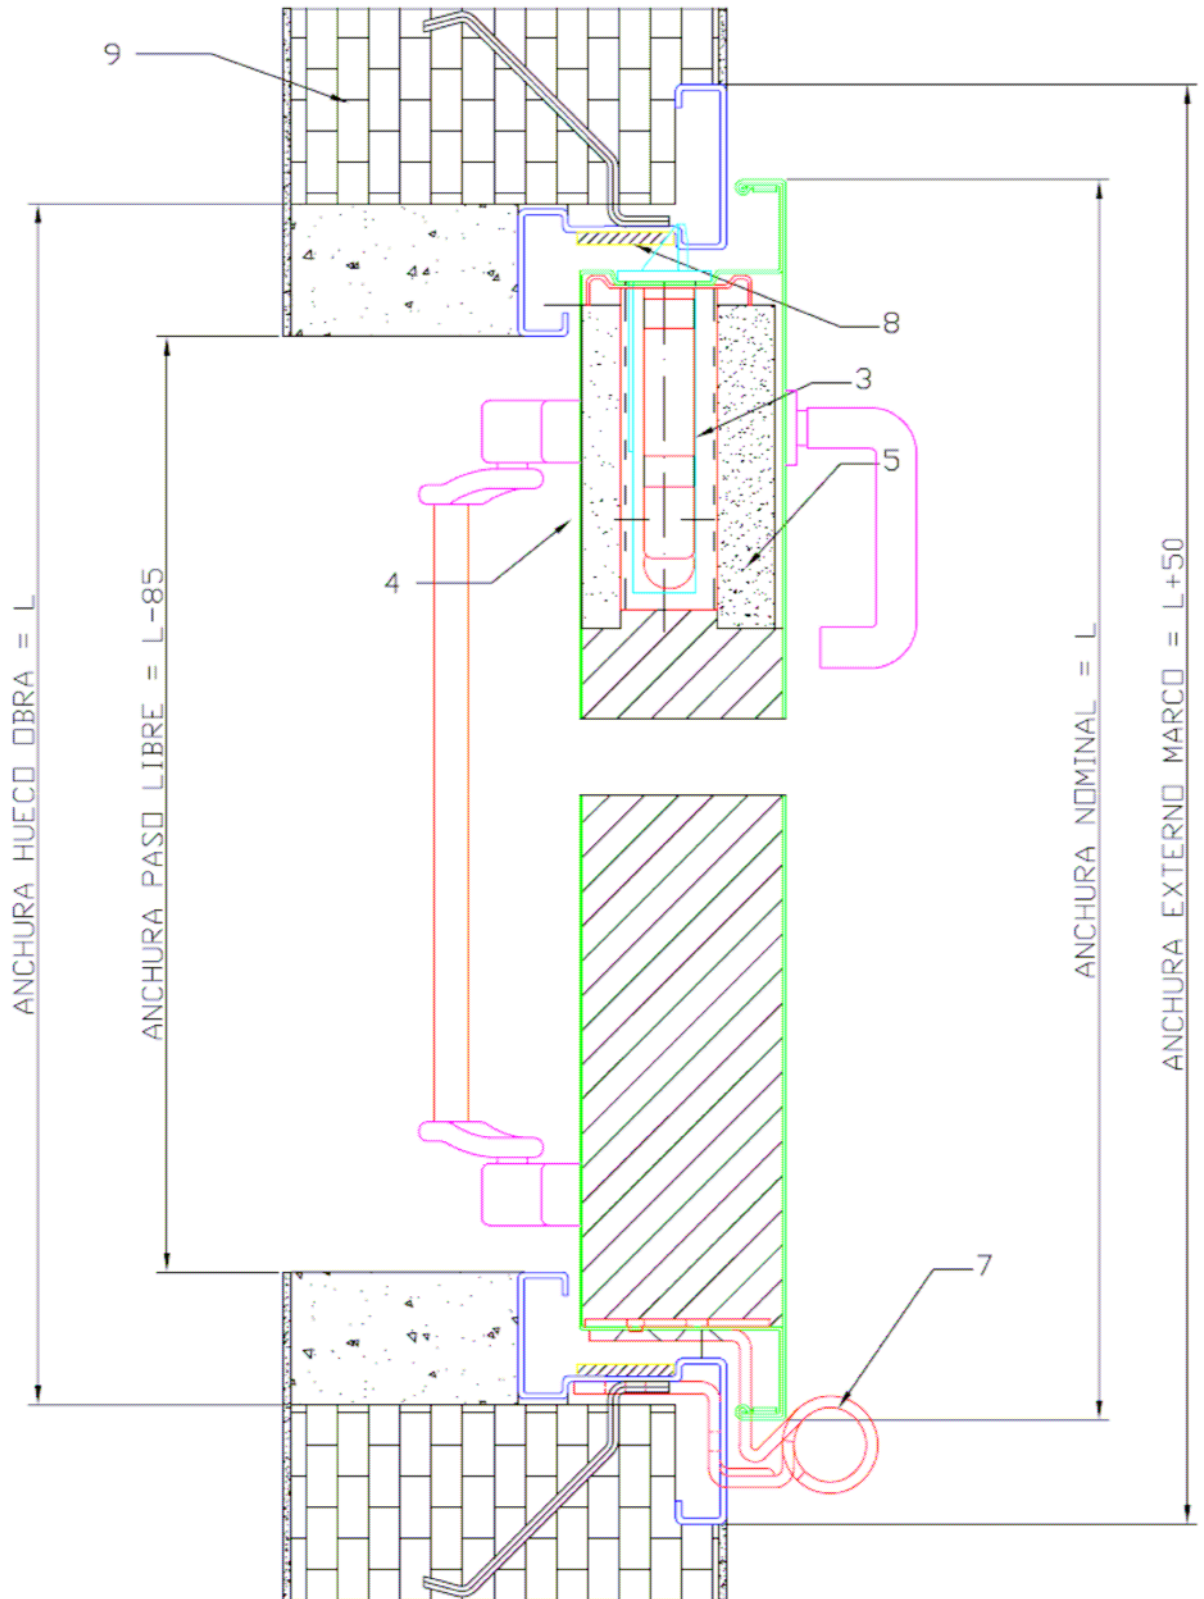 9
8
3
5
4
7
ANCHURA HUECO OBRA = L
ANCHURA PASO LIBRE = L-85
ANCHURA NOMINAL = L
ANCHURA EXTERNO MARCO = L+50